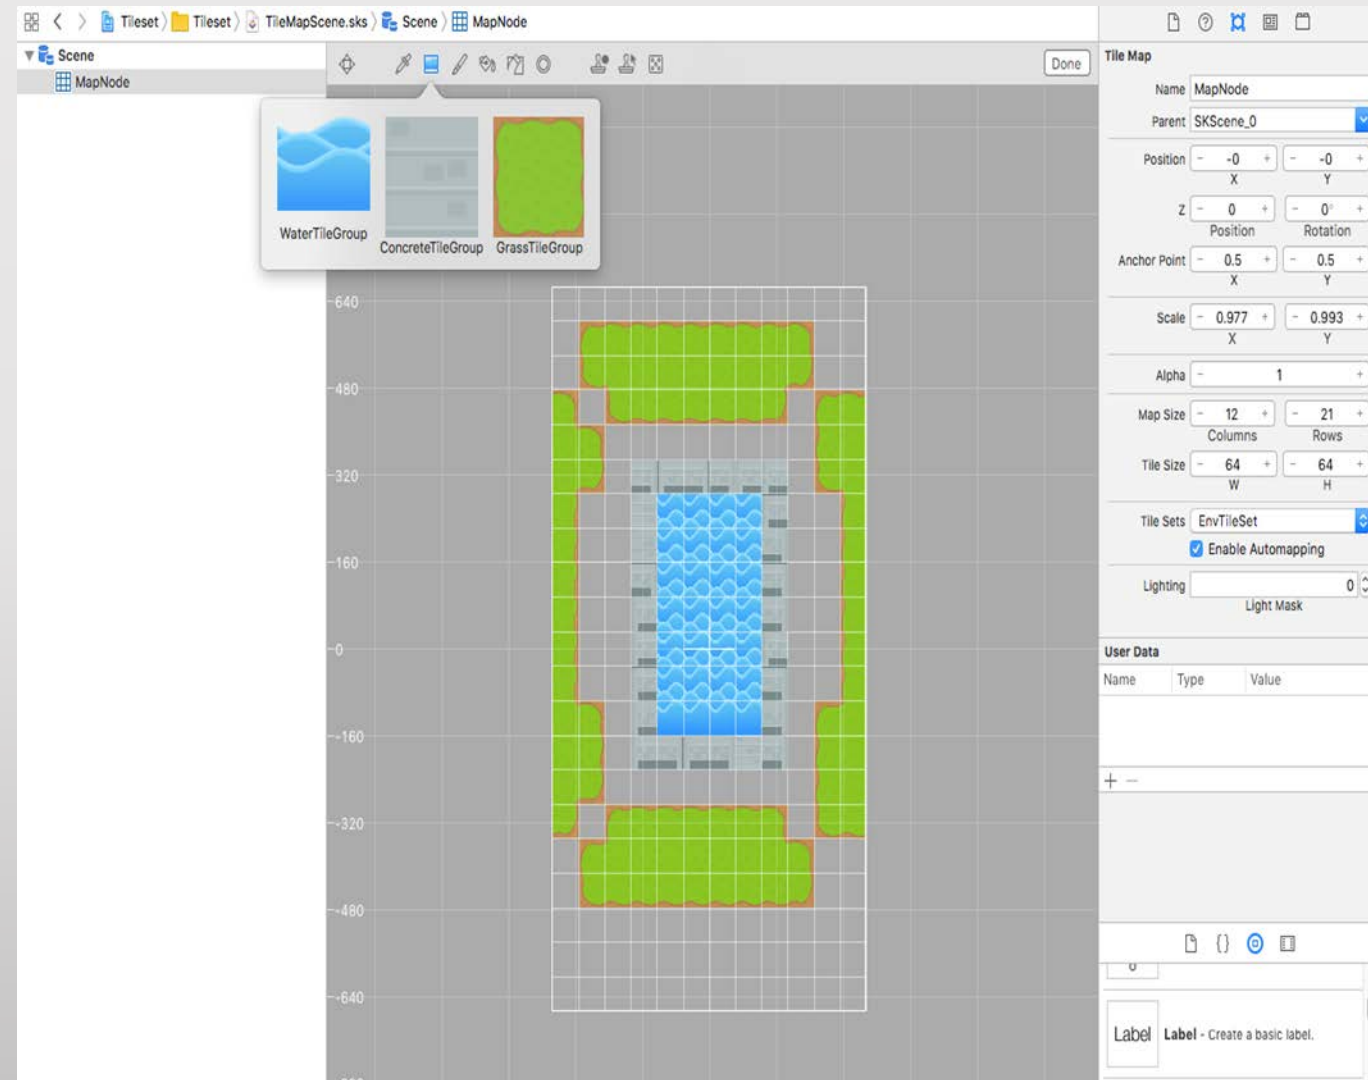 Tileset Tileset TileMapScene.sks Scene MapNode
Scene
MapNode
Done
WaterTileGroup
ConcreteTileGroup
GrassTileGroup
640
480
320
160
0
-160
-320
-480
-640
Tile Map
Name MapNode
Parent SKScene_0
Position - -0 + - -0 +
X Y
Z - 0 + - 0° +
Position Rotation
Anchor Point - 0.5 + - 0.5 +
X Y
Scale - 0.977 + - 0.993 +
X Y
Alpha - 1 +
Map Size - 12 + - 21 +
Columns Rows
Tile Size - 64 + - 64 +
W H
Tile Sets EnvTileSet
Enable Automapping
Lighting 0
Light Mask
User Data
Name Type Value
+ −
{}
Label Label - Create a basic label.